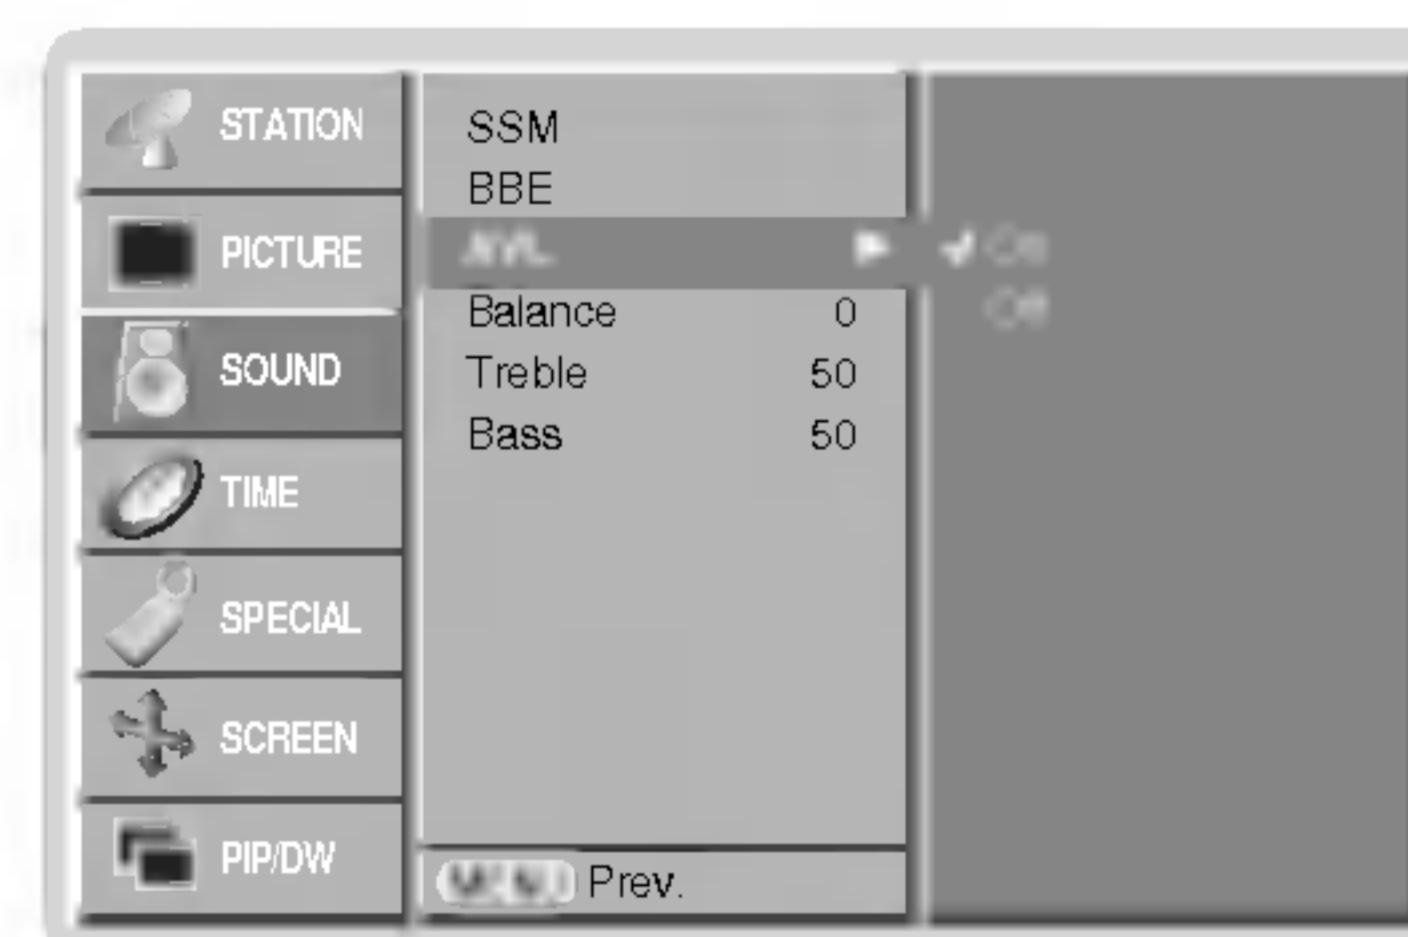 STATION
PICTURE
SOUND
TIME
SPECIAL
SCREEN
PIP/DW
SSM
BBE
AVL
Balance 0
Treble 50
Bass 50
MENU Prev.
On
Off